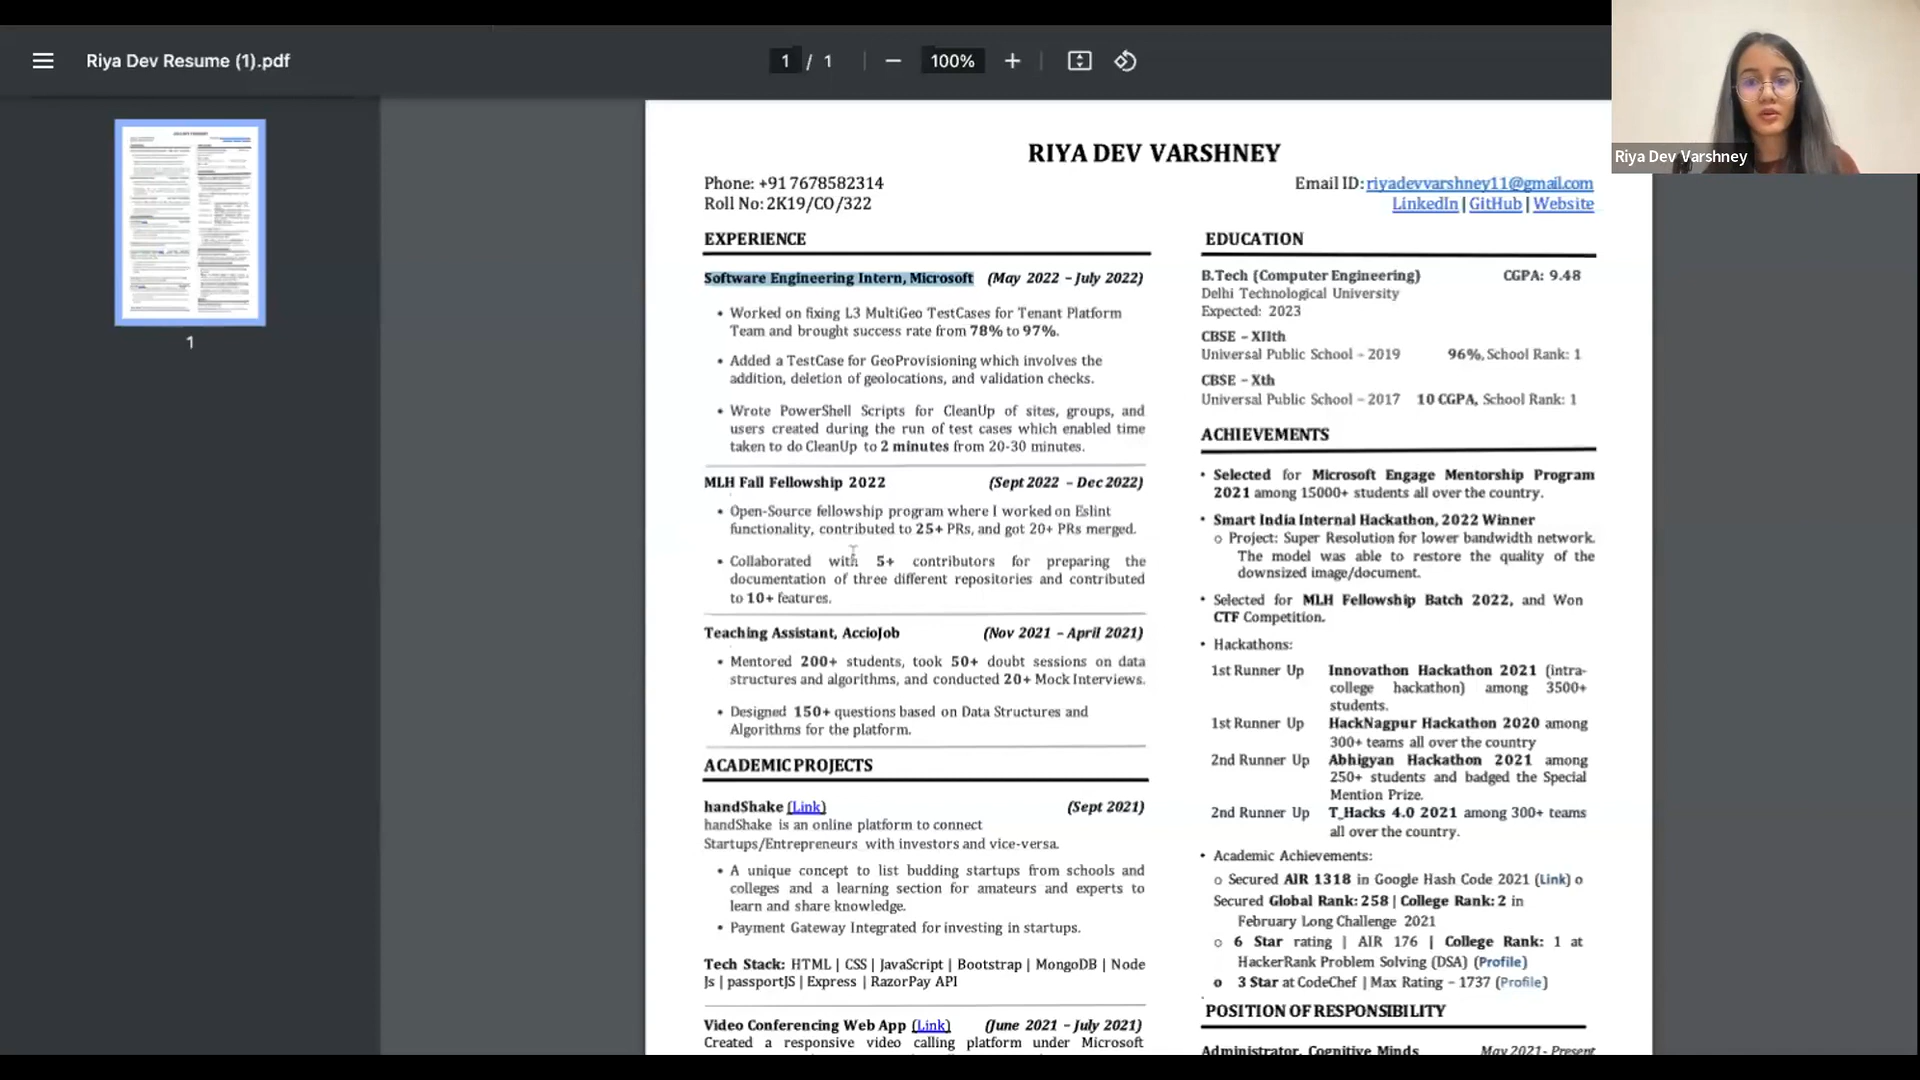 Riya Dev Resume (1).pdf
1 / 1
100%
Riya Dev Varshney
1
RIYA DEV VARSHNEY
Phone: +91 7678582314
Roll No: 2K19/CO/322
Email ID: riyadevvarshney11@gmail.com
LinkedIn | GitHub | Website
EXPERIENCE
Software Engineering Intern, Microsoft (May 2022 – July 2022)
• Worked on fixing L3 MultiGeo TestCases for Tenant Platform
Team and brought success rate from 78% to 97%.
• Added a TestCase for GeoProvisioning which involves the
addition, deletion of geolocations, and validation checks.
• Wrote PowerShell Scripts for CleanUp of sites, groups, and
users created during the run of test cases which enabled time
taken to do CleanUp to 2 minutes from 20-30 minutes.
MLH Fall Fellowship 2022 (Sept 2022 – Dec 2022)
• Open-Source fellowship program where I worked on Eslint
functionality, contributed to 25+ PRs, and got 20+ PRs merged.
• Collaborated with 5+ contributors for preparing the
documentation of three different repositories and contributed
to 10+ features.
Teaching Assistant, AccioJob (Nov 2021 – April 2021)
• Mentored 200+ students, took 50+ doubt sessions on data
structures and algorithms, and conducted 20+ Mock Interviews.
• Designed 150+ questions based on Data Structures and
Algorithms for the platform.
ACADEMIC PROJECTS
handShake (Link) (Sept 2021)
handShake is an online platform to connect
Startups/Entrepreneurs with investors and vice-versa.
• A unique concept to list budding startups from schools and
colleges and a learning section for amateurs and experts to
learn and share knowledge.
• Payment Gateway Integrated for investing in startups.
Tech Stack: HTML | CSS | JavaScript | Bootstrap | MongoDB | Node
Js | passportJS | Express | RazorPay API
Video Conferencing Web App (Link) (June 2021 – July 2021)
Created a responsive video calling platform under Microsoft
EDUCATION
B.Tech (Computer Engineering) CGPA: 9.48
Delhi Technological University
Expected: 2023
CBSE – XIIth
Universal Public School – 2019 96%, School Rank: 1
CBSE – Xth
Universal Public School – 2017 10 CGPA, School Rank: 1
ACHIEVEMENTS
• Selected for Microsoft Engage Mentorship Program
2021 among 15000+ students all over the country.
• Smart India Internal Hackathon, 2022 Winner
o Project: Super Resolution for lower bandwidth network.
The model was able to restore the quality of the
downsized image/document.
• Selected for MLH Fellowship Batch 2022, and Won
CTF Competition.
• Hackathons:
1st Runner Up Innovathon Hackathon 2021 (intra-
college hackathon) among 3500+
students.
1st Runner Up HackNagpur Hackathon 2020 among
300+ teams all over the country
2nd Runner Up Abhigyan Hackathon 2021 among
250+ students and badged the Special
Mention Prize.
2nd Runner Up T_Hacks 4.0 2021 among 300+ teams
all over the country.
• Academic Achievements:
o Secured AIR 1318 in Google Hash Code 2021 (Link) o
Secured Global Rank: 258 | College Rank: 2 in
February Long Challenge 2021
o 6 Star rating | AIR 176 | College Rank: 1 at
HackerRank Problem Solving (DSA) (Profile)
o 3 Star at CodeChef | Max Rating – 1737 (Profile)
POSITION OF RESPONSIBILITY
Administrator, Cognitive Minds May 2021- Present